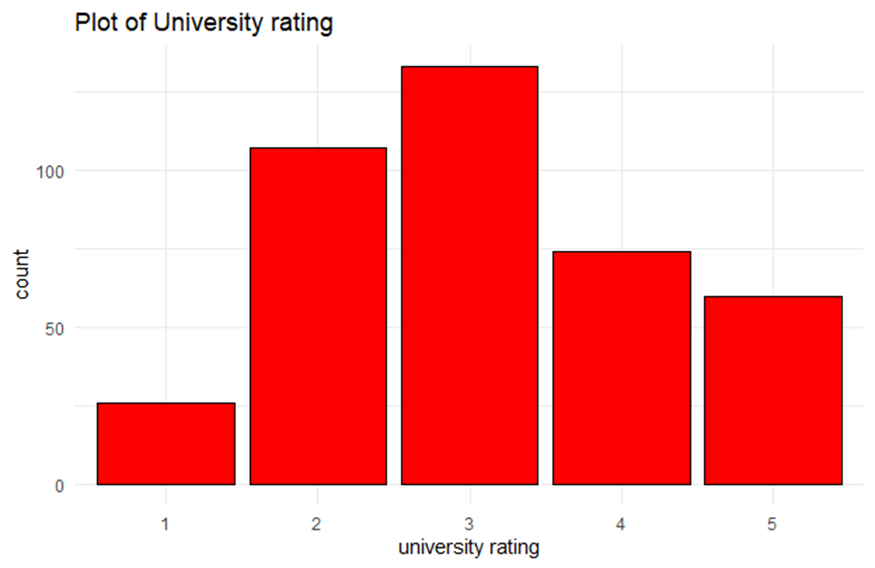 Plot of University rating
count
100
50
0
1 2 3 4 5
university rating